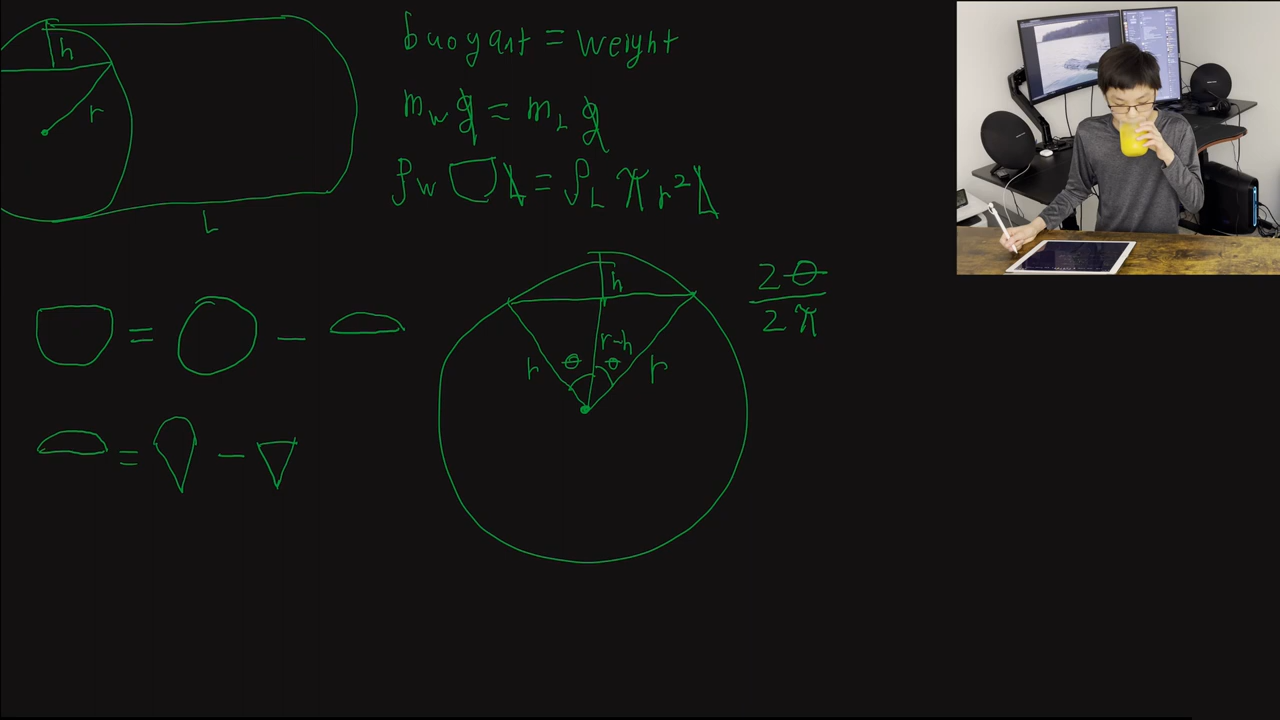 h
r
L
buoyant = weight
m_w g = m_L g
ρ_w L = ρ_L π r² L
= −
= −
h
r-h
θ θ
r r
2θ
2π